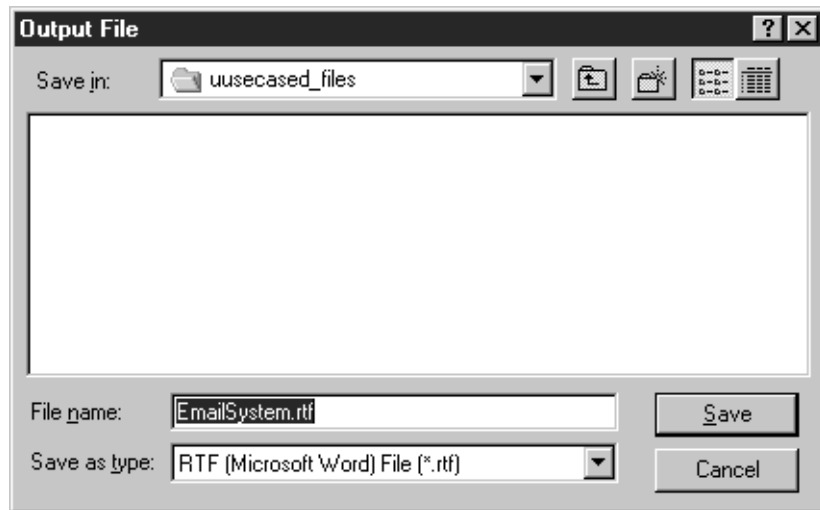 Output File
Save in:
uusecased_files
File name:
EmailSystem.rtf
Save
Save as type:
RTF (Microsoft Word) File (*.rtf)
Cancel